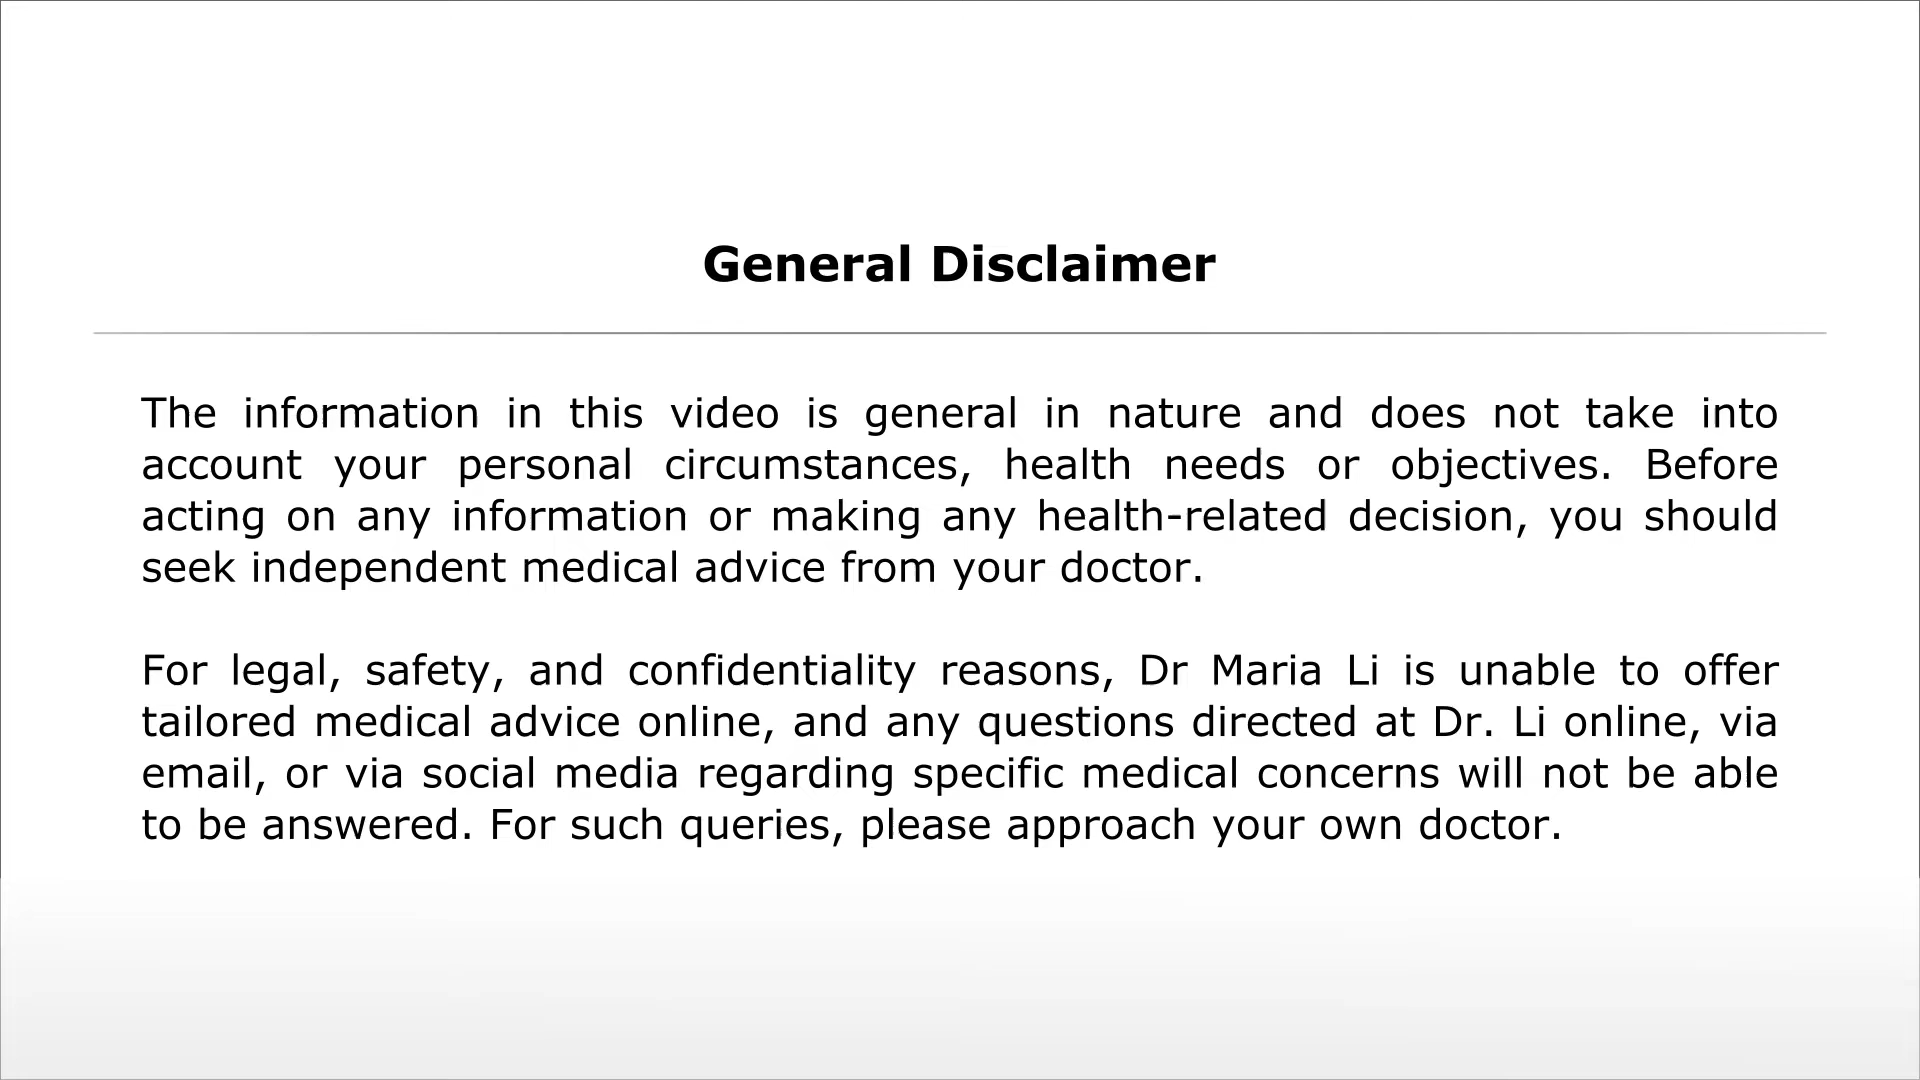 General Disclaimer
The information in this video is general in nature and does not take into
account your personal circumstances, health needs or objectives. Before
acting on any information or making any health-related decision, you should
seek independent medical advice from your doctor.
For legal, safety, and confidentiality reasons, Dr Maria Li is unable to offer
tailored medical advice online, and any questions directed at Dr. Li online, via
email, or via social media regarding specific medical concerns will not be able
to be answered. For such queries, please approach your own doctor.